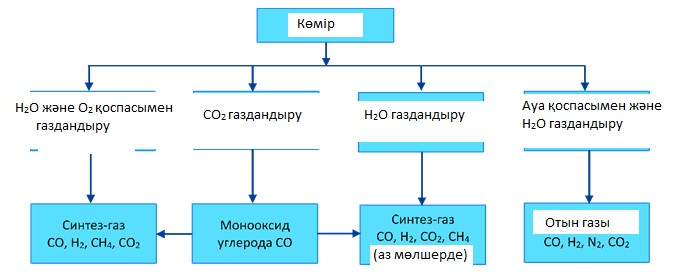 Көмір
H₂O және O₂ қоспасымен
газдандыру
CO₂ газдандыру
H₂O газдандыру
Ауа қоспасымен және
H₂O газдандыру
Синтез-газ
CO, H₂, CH₄, CO₂
Монооксид
углерода CO
Синтез-газ
CO, H₂, CO₂, CH₄
(аз мөлшерде)
Отын газы
CO, H₂, N₂, CO₂